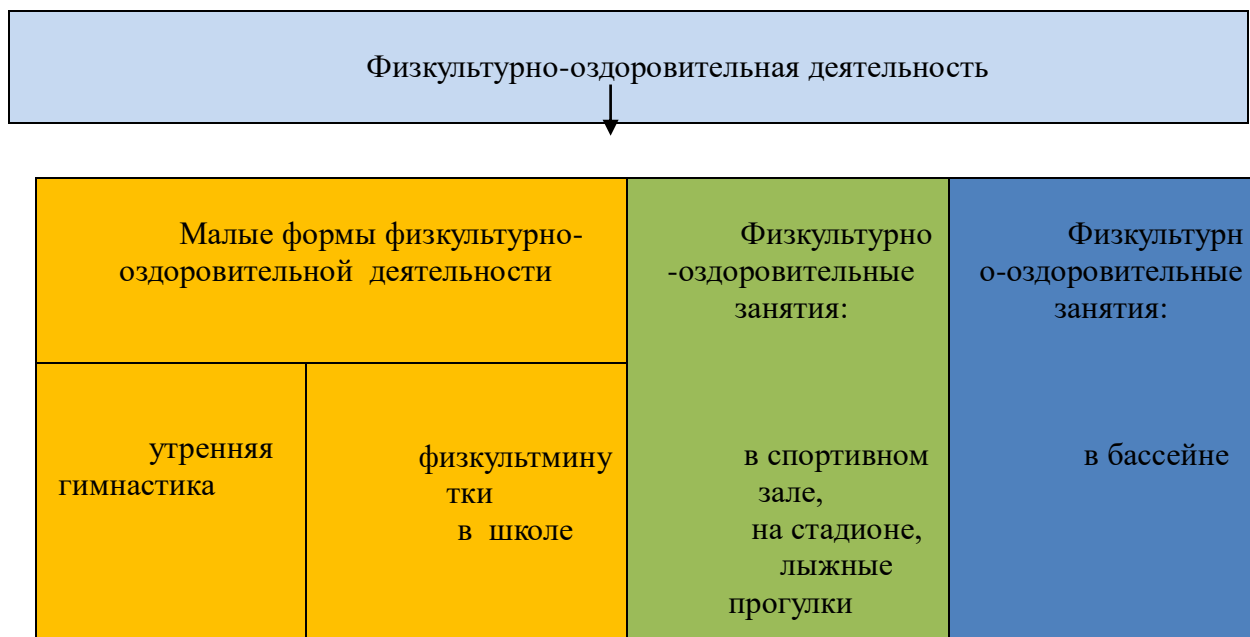 Физкультурно-оздоровительная деятельность
Малые формы физкультурно-
оздоровительной деятельности
Физкультурно
-оздоровительные
занятия:
Физкультурн
о-оздоровительные
занятия:
утренняя
гимнастика
физкультмину
тки
в школе
в спортивном
зале,
на стадионе,
лыжные
прогулки
в бассейне